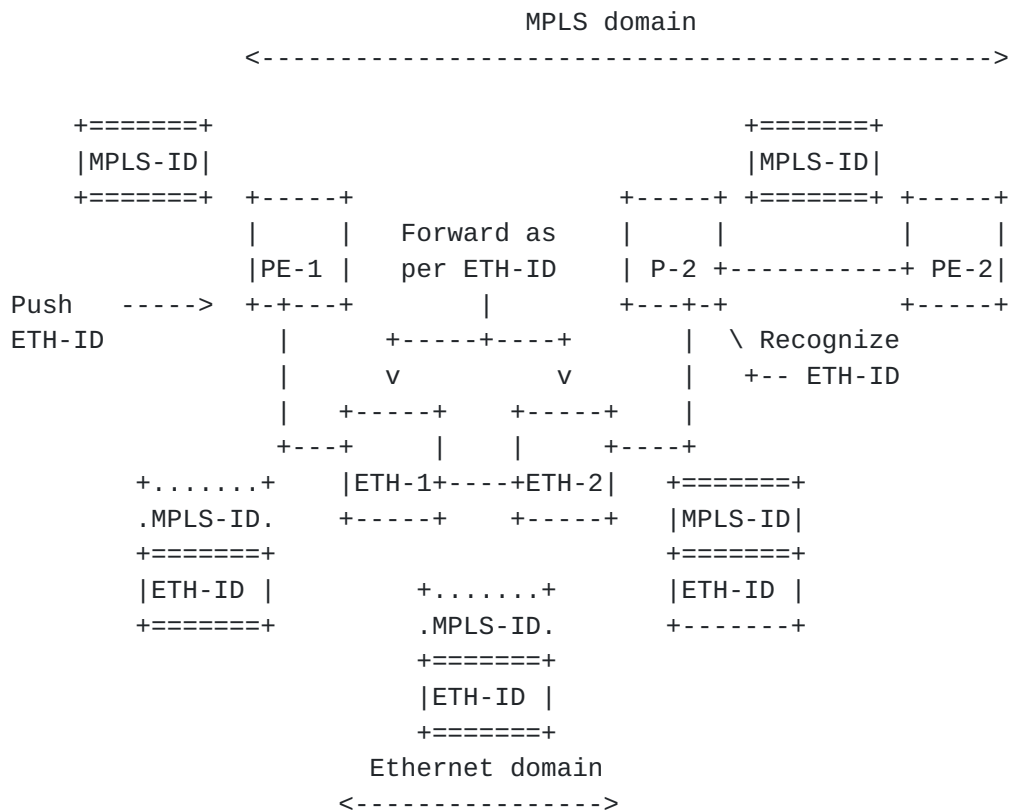 MPLS domain
               <----------------------------------------------->

    +=======+                                  +=======+
    |MPLS-ID|                                  |MPLS-ID|
    +=======+  +-----+                 +-----+ +=======+ +-----+
               |     |   Forward as    |     |           |     |
               |PE-1 |   per ETH-ID    | P-2 +-----------+ PE-2|
Push   ----->  +-+---+        |        +---+-+           +-----+
ETH-ID           |      +-----+----+       |  \ Recognize
                 |      v          v       |   +-- ETH-ID
                 |   +-----+    +-----+    |
                 +---+     |    |     +----+
        +.......+    |ETH-1+----+ETH-2|   +=======+
        .MPLS-ID.    +-----+    +-----+   |MPLS-ID|
        +=======+                         +=======+
        |ETH-ID |         +.......+       |ETH-ID |
        +=======+         .MPLS-ID.       +-------+
                          +=======+
                          |ETH-ID |
                          +=======+
                       Ethernet domain
                     <---------------->